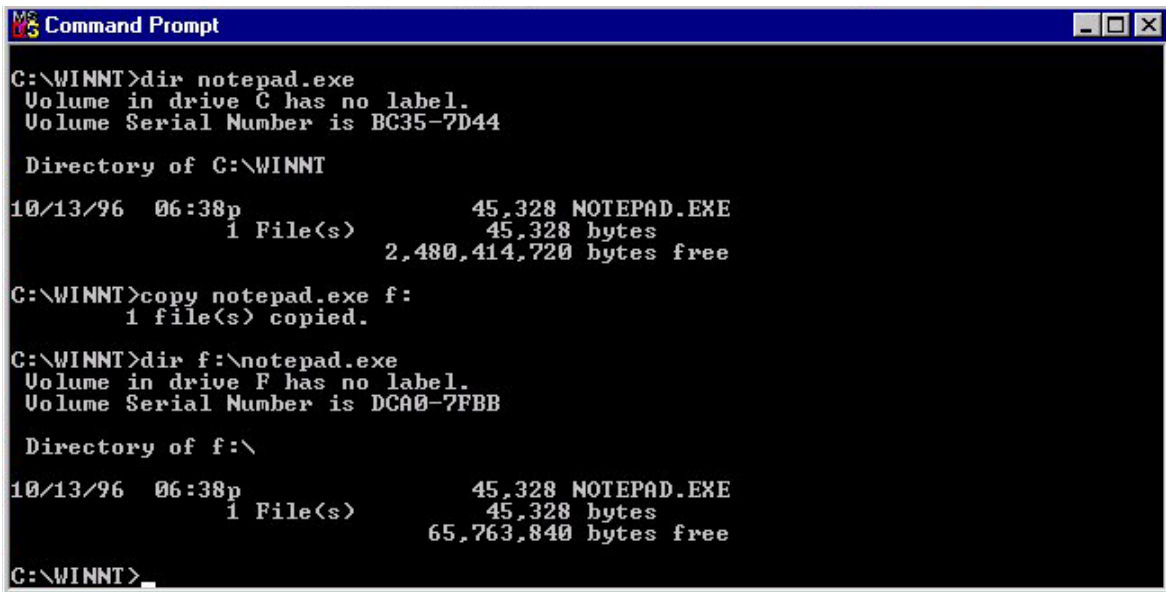 Command Prompt
C:\WINNT>dir notepad.exe
 Volume in drive C has no label.
 Volume Serial Number is BC35-7D44
 Directory of C:\WINNT
10/13/96  06:38p                45,328 NOTEPAD.EXE
               1 File(s)         45,328 bytes
                          2,480,414,720 bytes free
C:\WINNT>copy notepad.exe f:
        1 file(s) copied.
C:\WINNT>dir f:\notepad.exe
 Volume in drive F has no label.
 Volume Serial Number is DCA0-7FBB
 Directory of f:\
10/13/96  06:38p                45,328 NOTEPAD.EXE
               1 File(s)         45,328 bytes
                             65,763,840 bytes free
C:\WINNT>_